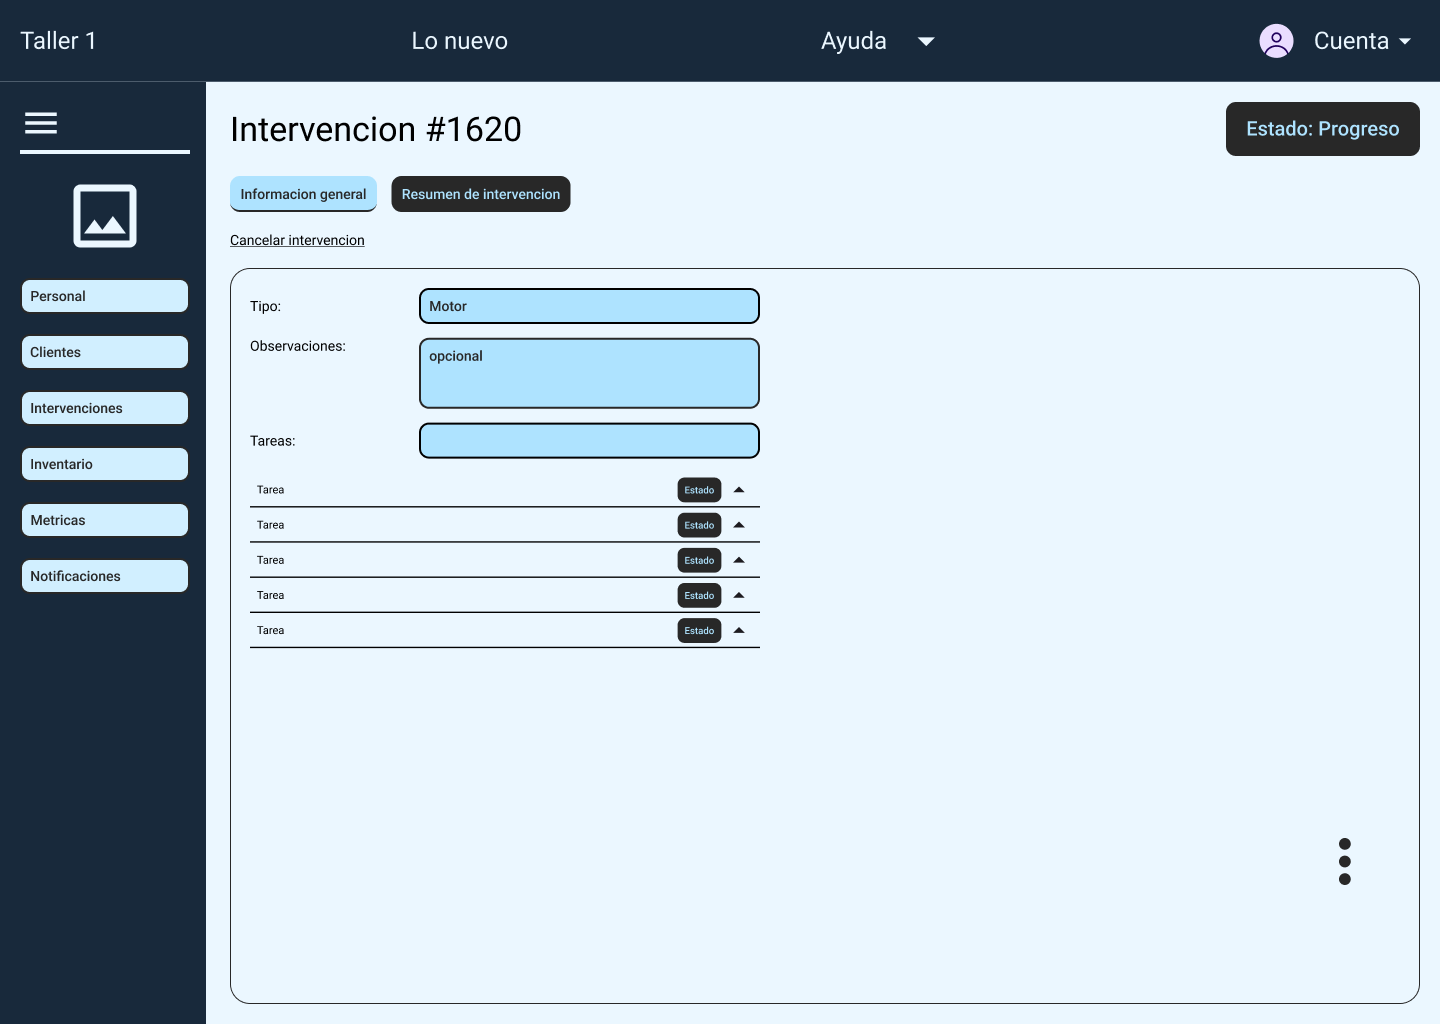 Taller 1
Lo nuevo
Ayuda
Cuenta
Intervencion #1620
Estado: Progreso
Informacion general
Resumen de intervencion
Cancelar intervencion
Personal
Clientes
Intervenciones
Inventario
Metricas
Notificaciones
Tipo:
Motor
Observaciones:
opcional
Tareas:
Tarea
Estado
Tarea
Estado
Tarea
Estado
Tarea
Estado
Tarea
Estado